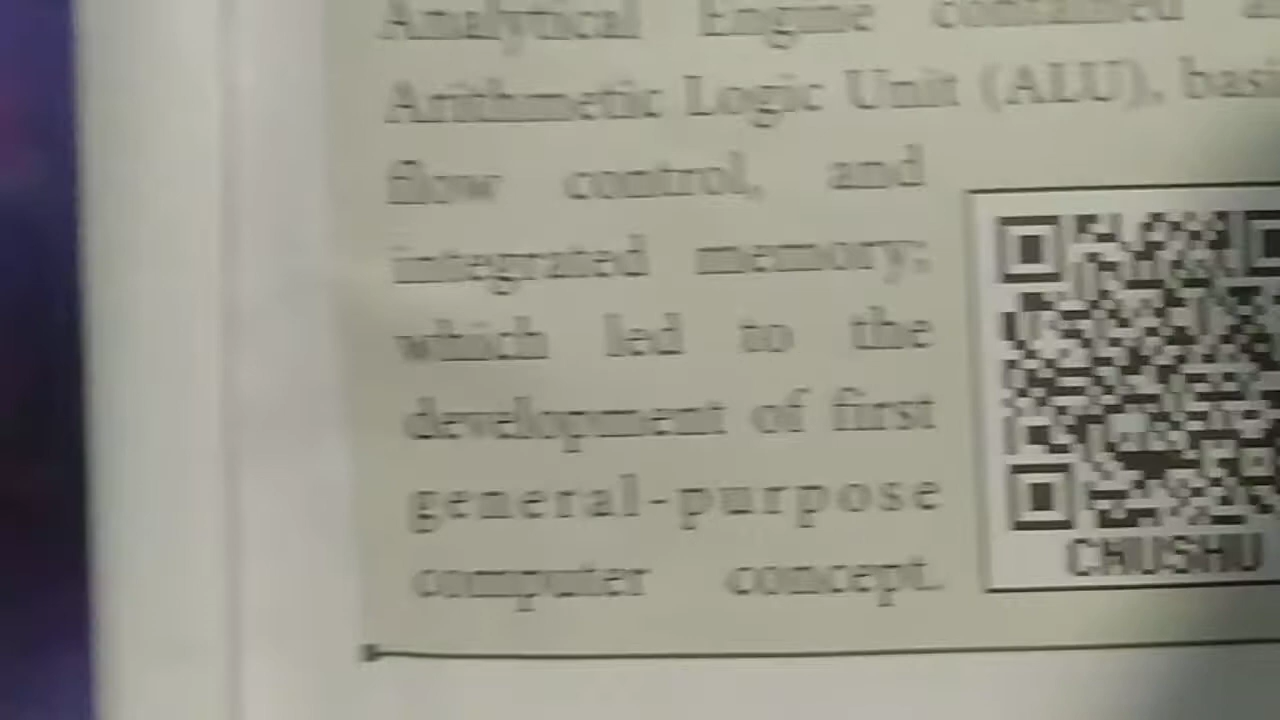 Analytical Engine contained
Arithmetic Logic Unit (ALU), basi
flow control, and
integrated memory;
which led to the
development of first
general-purpose
computer concept.
CHUSHU